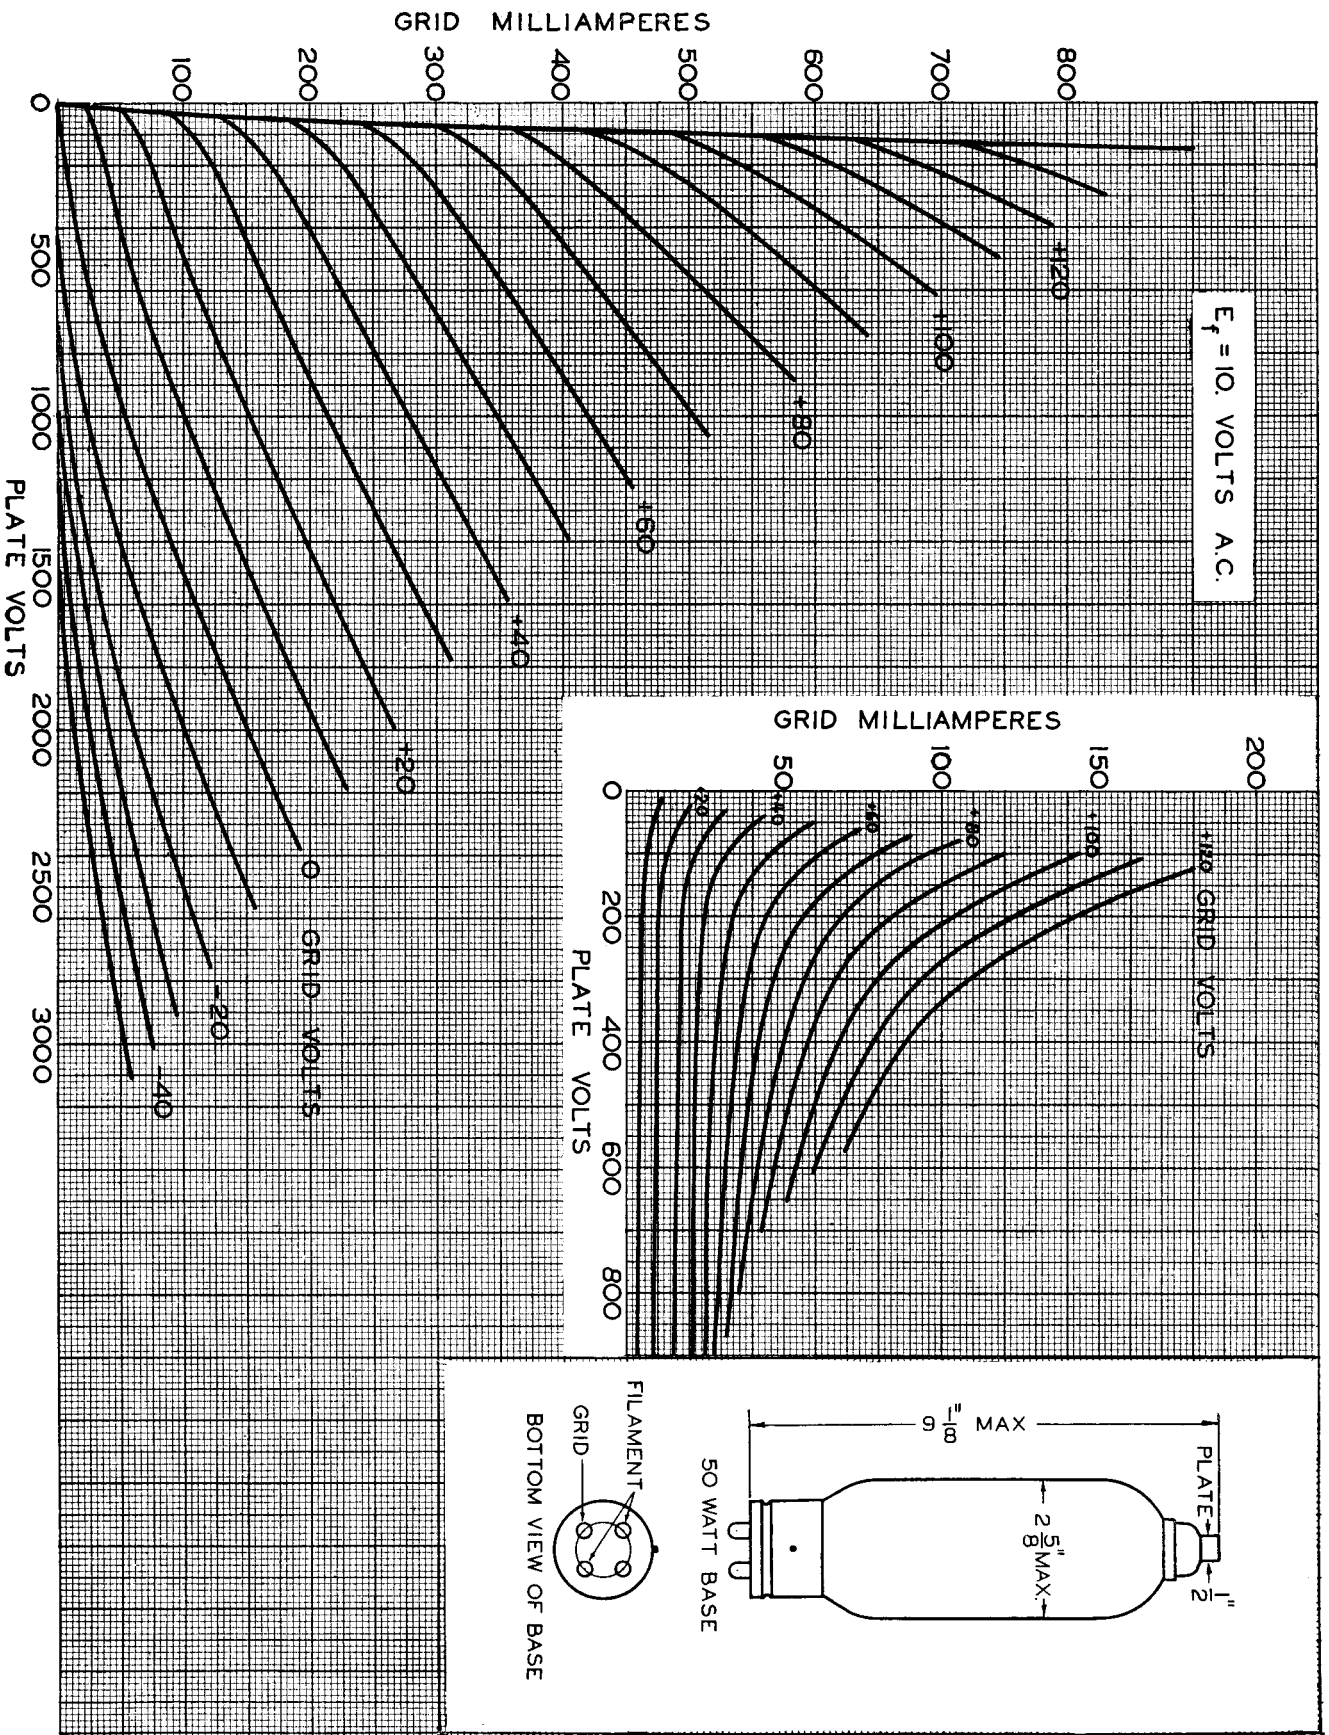 GRID MILLIAMPERES
800
700
600
500
400
300
200
100
0
500
1000
1500
2000
2500
3000
PLATE VOLTS
E f = 10. VOLTS A.C.
+120
+100
+80
+60
+40
+20
0 GRID VOLTS
-20
-40
GRID MILLIAMPERES
200
150
100
50
0
200
400
600
800
PLATE VOLTS
+120 GRID VOLTS
+100
+80
+60
+40
+20
PLATE
1/2"
9 1/8" MAX
2 5/8" MAX.
50 WATT BASE
FILAMENT
GRID
BOTTOM VIEW OF BASE